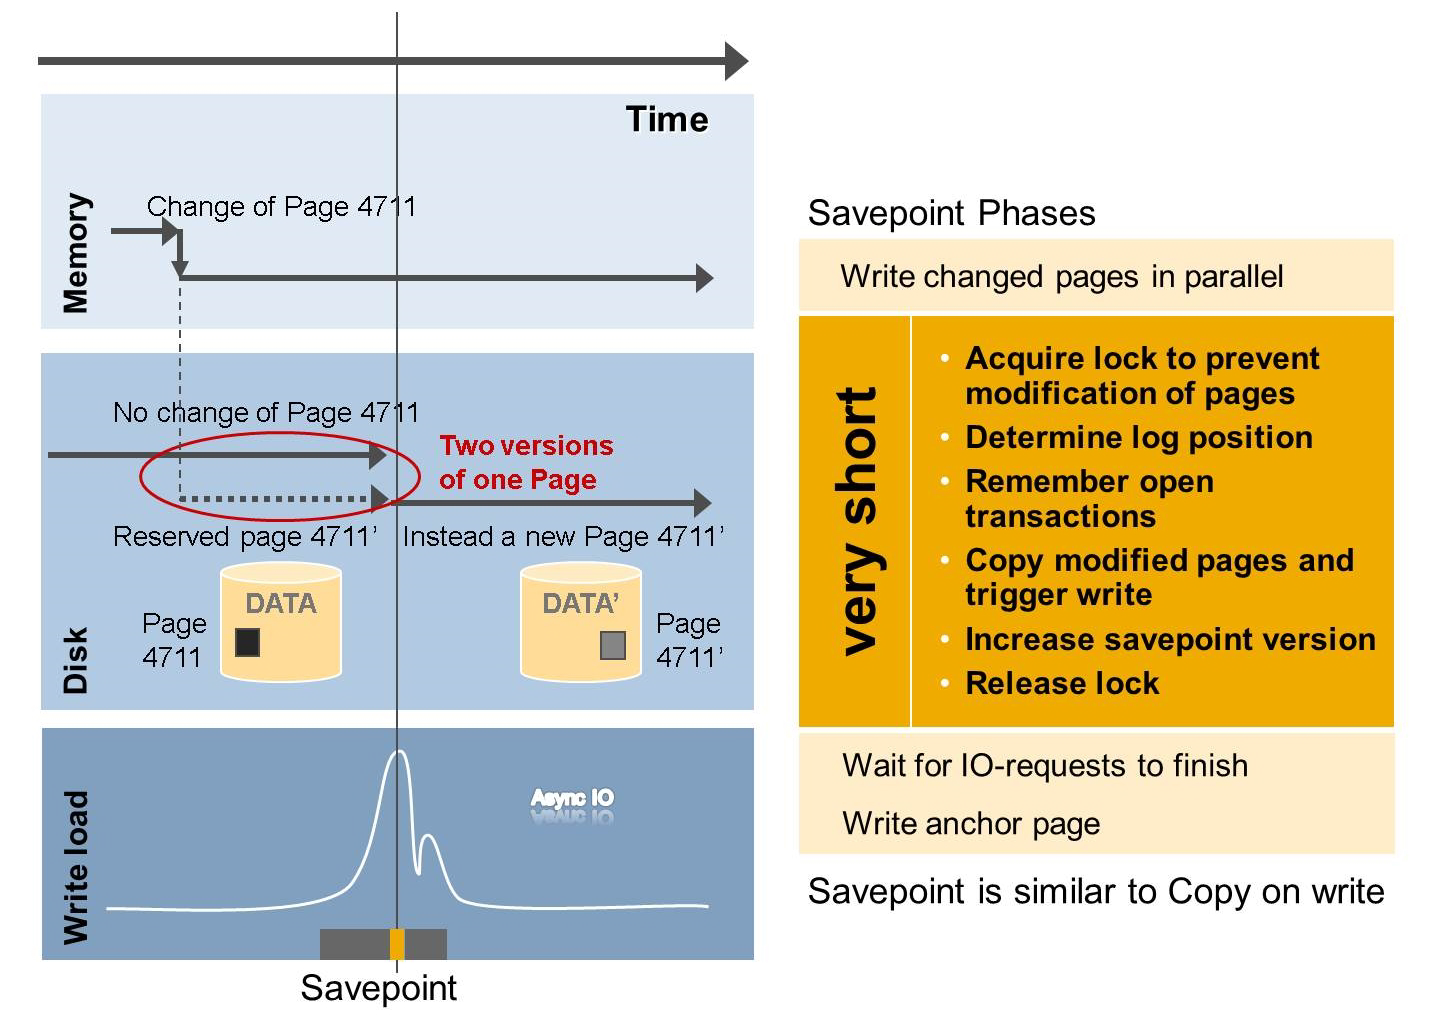 Time
Memory
Change of Page 4711
Disk
No change of Page 4711
Two versions
of one Page
Reserved page 4711’
Instead a new Page 4711’
DATA
Page
4711
DATA’
Page
4711’
Write load
Async IO
Savepoint
Savepoint Phases
Write changed pages in parallel
very short
• Acquire lock to prevent
modification of pages
• Determine log position
• Remember open
transactions
• Copy modified pages and
trigger write
• Increase savepoint version
• Release lock
Wait for IO-requests to finish
Write anchor page
Savepoint is similar to Copy on write